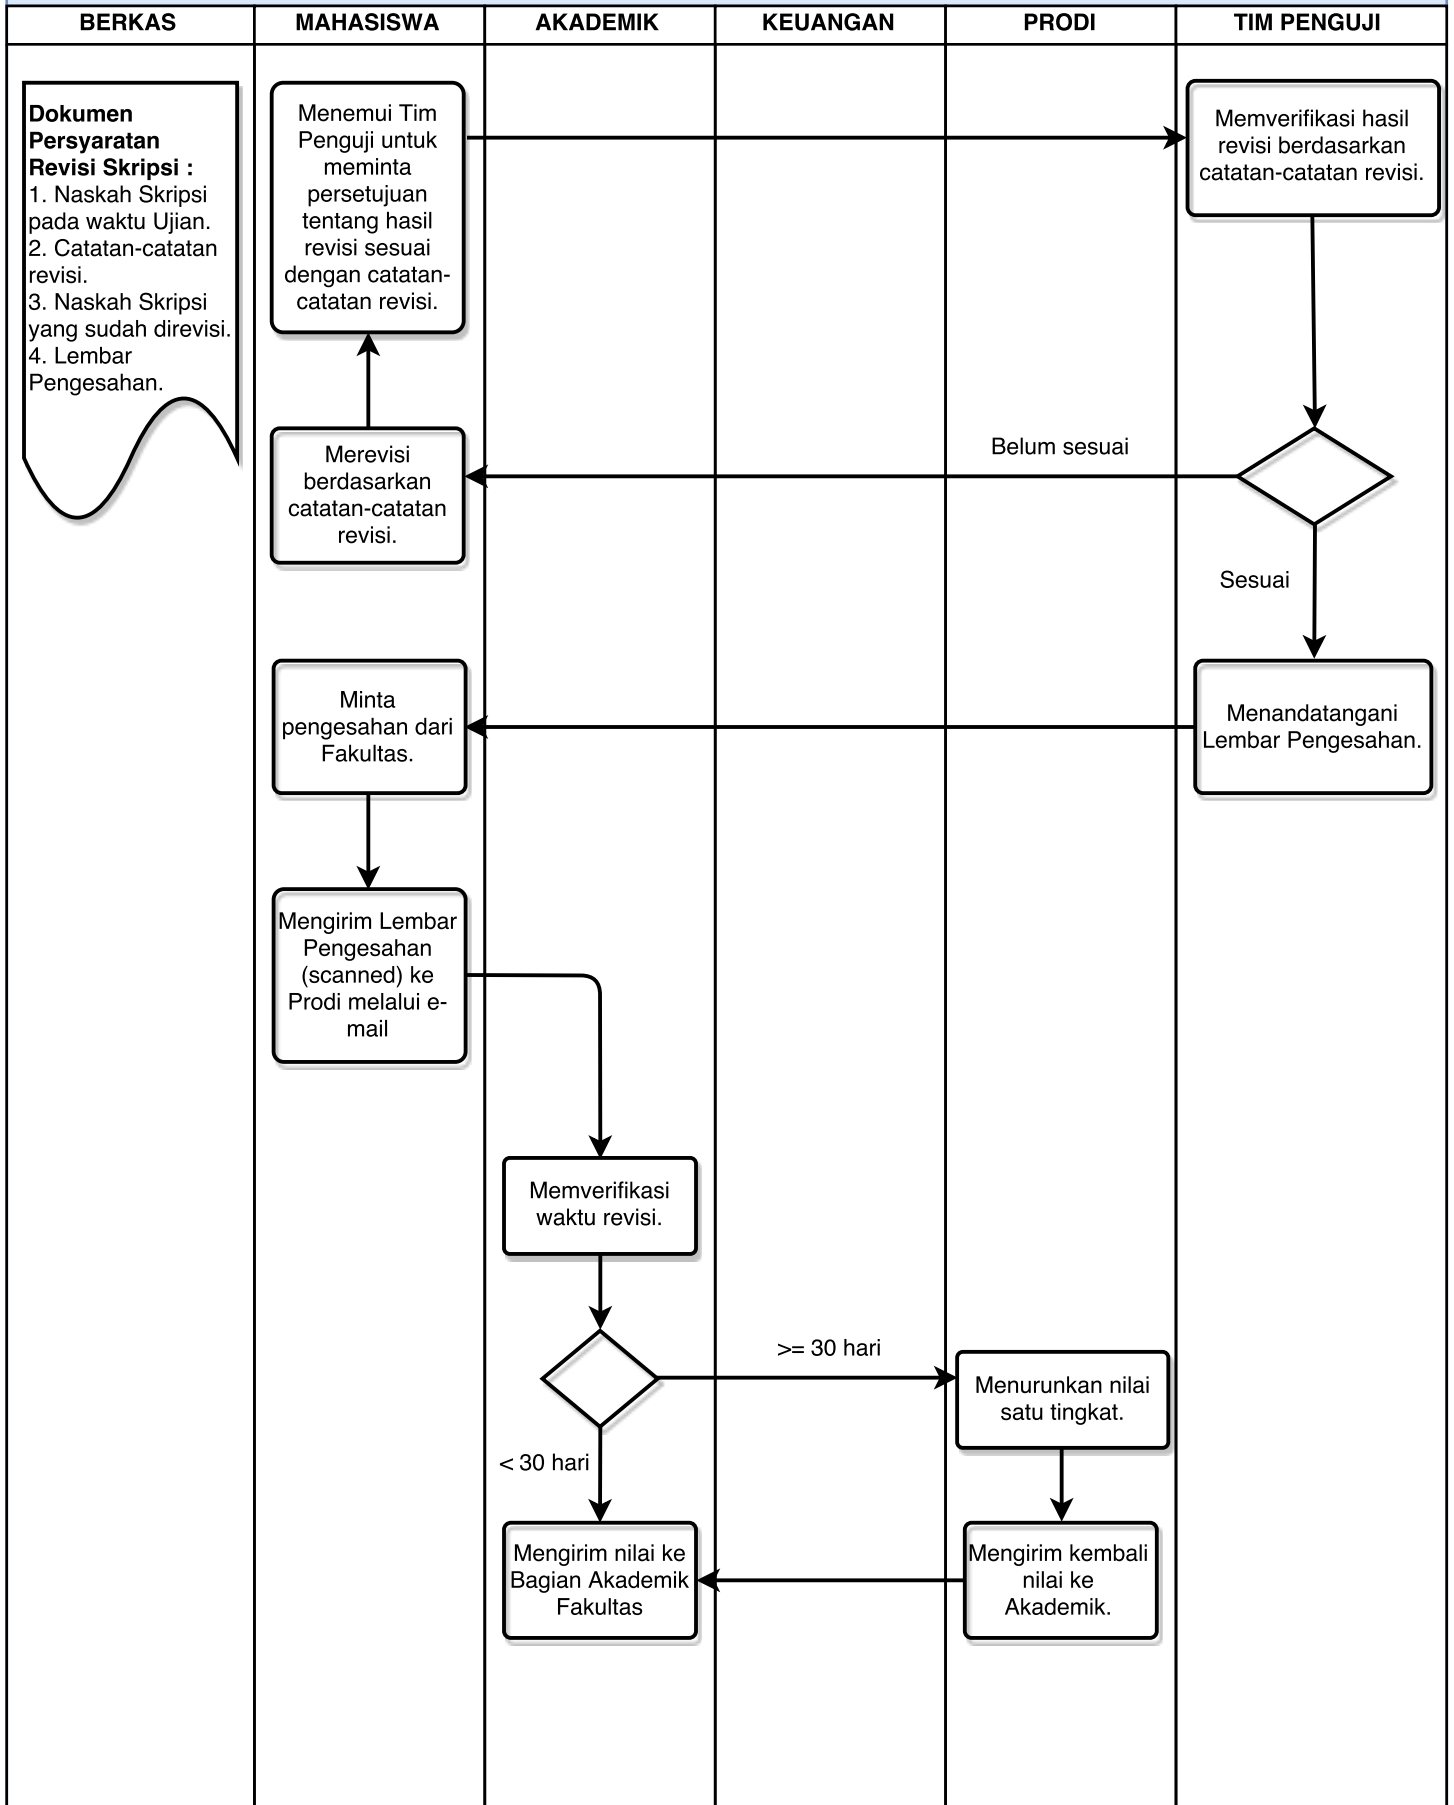 BERKAS
MAHASISWA
AKADEMIK
KEUANGAN
PRODI
TIM PENGUJI
Dokumen
Persyaratan
Revisi Skripsi :
1. Naskah Skripsi
pada waktu Ujian.
2. Catatan-catatan
revisi.
3. Naskah Skripsi
yang sudah direvisi.
4. Lembar
Pengesahan.
Menemui Tim
Penguji untuk
meminta
persetujuan
tentang hasil
revisi sesuai
dengan catatan-
catatan revisi.
Memverifikasi hasil
revisi berdasarkan
catatan-catatan revisi.
Belum sesuai
Merevisi
berdasarkan
catatan-catatan
revisi.
Sesuai
Menandatangani
Lembar Pengesahan.
Minta
pengesahan dari
Fakultas.
Mengirim Lembar
Pengesahan
(scanned) ke
Prodi melalui e-
mail
Memverifikasi
waktu revisi.
>= 30 hari
Menurunkan nilai
satu tingkat.
< 30 hari
Mengirim nilai ke
Bagian Akademik
Fakultas
Mengirim kembali
nilai ke
Akademik.